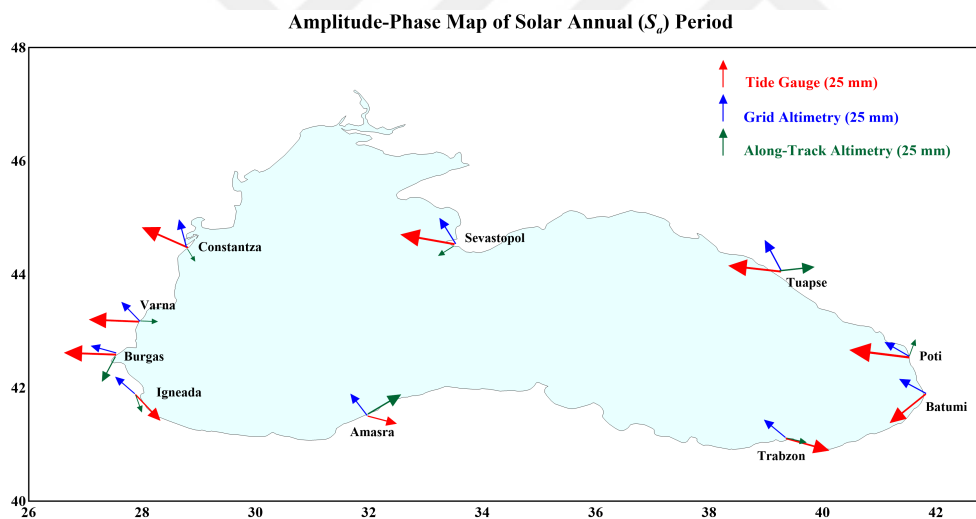 Amplitude-Phase Map of Solar Annual (Sa) Period
48
Tide Gauge (25 mm)
Grid Altimetry (25 mm)
Along-Track Altimetry (25 mm)
46
Constantza
Sevastopol
44
Tuapse
Varna
Burgas
Poti
Igneada
42
Batumi
Amasra
Trabzon
40
26 28 30 32 34 36 38 40 42